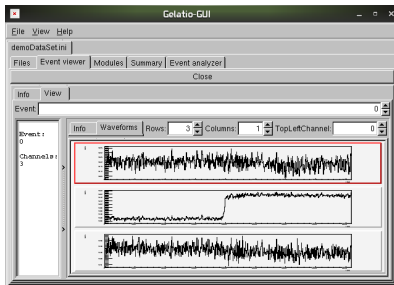 Gelatio-GUI
File View Help
demoDataSet.ini
Files Event viewer Modules Summary Event analyzer
Close
Info View
Event: 0
Event:
0
Channels:
3
Info Waveforms Rows: 3 Columns: 1 TopLeftChannel: 0